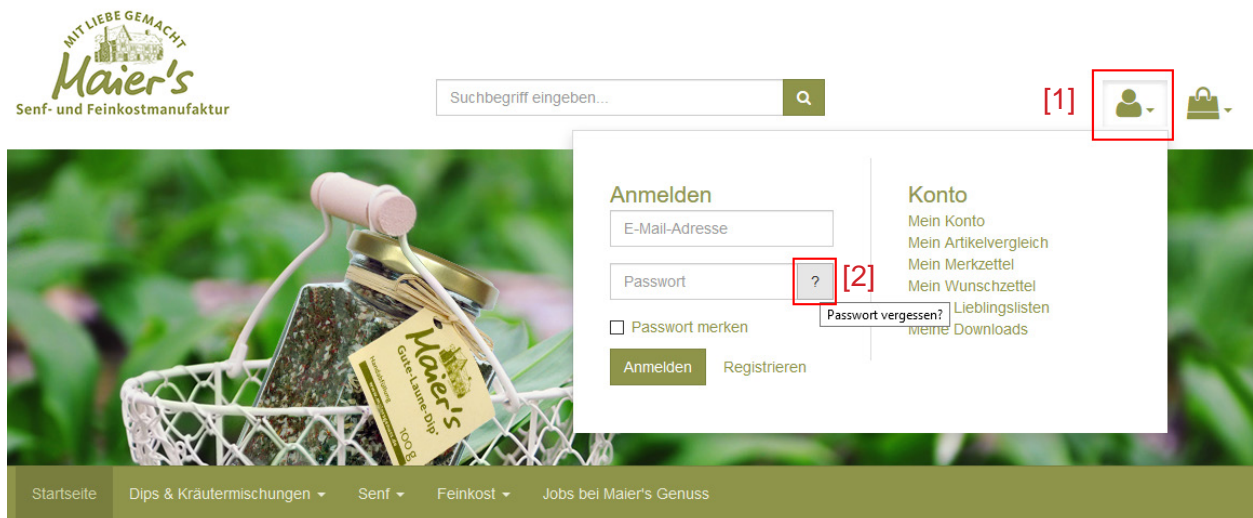 MIT LIEBE GEMACHT
Maier's
Senf- und Feinkostmanufaktur
Suchbegriff eingeben...
[1]
Anmelden
E-Mail-Adresse
Passwort
?
[2]
Passwort vergessen?
Passwort merken
Anmelden
Registrieren
Konto
Mein Konto
Mein Artikelvergleich
Mein Merkzettel
Mein Wunschzettel
Lieblingslisten
Meine Downloads
Maier's
Gute-Laune-Dip
100g
Startseite
Dips & Kräutermischungen
Senf
Feinkost
Jobs bei Maier's Genuss